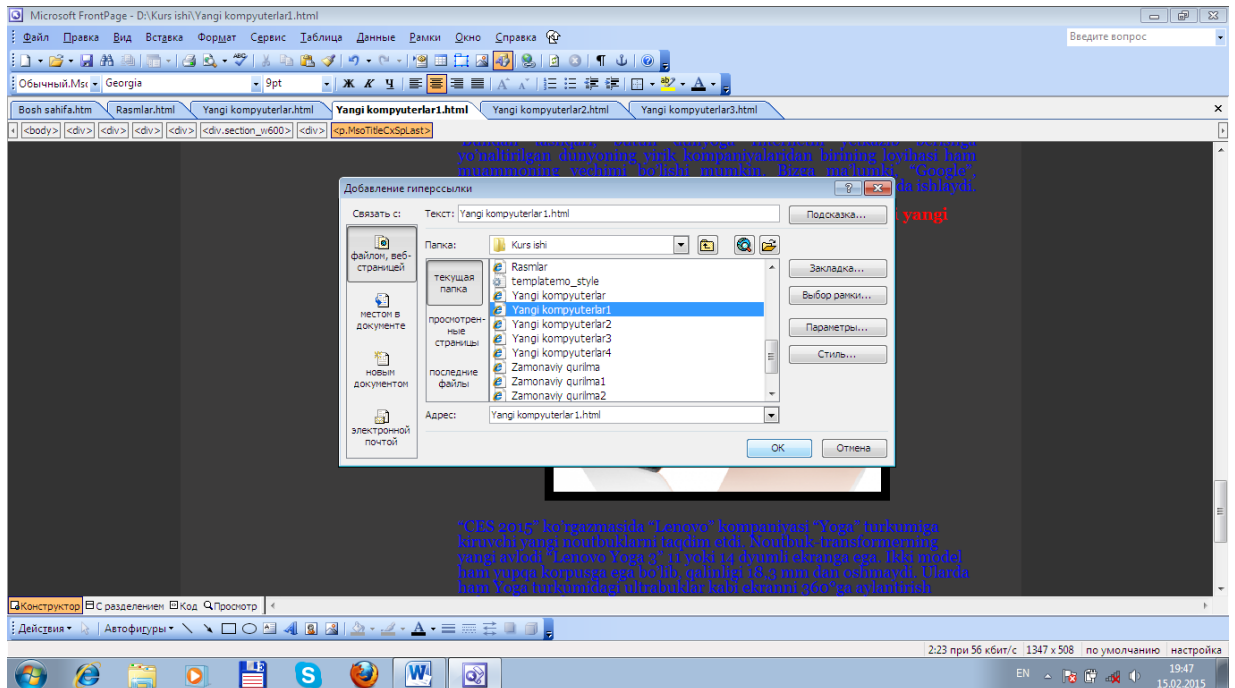 Microsoft FrontPage - D:\Kurs ishi\Yangi kompyuterlar1.html
Файл Правка Вид Вставка Формат Сервис Таблица Данные Рамки Окно Справка
Введите вопрос
Обычный.Mso Georgia 9pt Ж К Ч
Bosh sahifa.htm Rasmlar.html Yangi kompyuterlar.html Yangi kompyuterlar1.html Yangi kompyuterlar2.html Yangi kompyuterlar3.html
<body> <div> <div> <div> <div> <div.section_w600> <div> <p.MsoTitleCxSpLast>
Bundan tashqari, butun dunyoga internetni yetkazib berishga
yo'naltirilgan dunyoning yirik kompaniyalaridan birining loyihasi ham
muammoning yechimi bo'lishi mumkin. Bizga ma'lumki, "Google",
da ishlaydi.
i yangi
Добавление гиперссылки
Связать с:
Текст: Yangi kompyuterlar1.html
Подсказка...
файлом, веб-страницей
местом в документе
новым документом
электронной почтой
Папка: Kurs ishi
текущая папка
просмотрен-ные страницы
последние файлы
Rasmlar
templatemo_style
Yangi kompyuterlar
Yangi kompyuterlar1
Yangi kompyuterlar2
Yangi kompyuterlar3
Yangi kompyuterlar4
Zamonaviy qurilma
Zamonaviy qurilma1
Zamonaviy qurilma2
Закладка...
Выбор рамки...
Параметры...
Стиль...
Адрес: Yangi kompyuterlar1.html
OK Отмена
"CES 2015" ko'rgazmasida "Lenovo" kompaniyasi "Yoga" turkumiga
kiruvchi yangi noutbuklarni taqdim etdi. Noutbuk-transformerning
yangi avlodi "Lenovo Yoga 3" 11 yoki 14 dyumli ekranga ega. Ikki model
ham yupqa korpusga ega bo'lib, qalinligi 18,3 mm dan oshmaydi. Ularda
ham Yoga turkumidagi ultrabuklar kabi ekranni 360°ga aylantirish
Конструктор С разделением Код Просмотр
Действия Автофигуры
2:23 при 56 кбит/с 1347 x 508 по умолчанию настройка
EN 19:47
15.02.2015